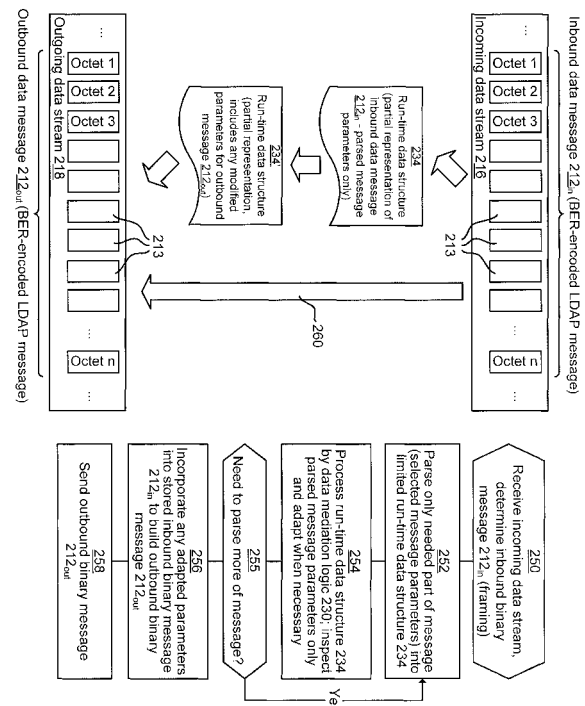 Inbound data message 212in (BER-encoded LDAP message)
...
Octet 1
Octet 2
Octet 3
213
...
Octet n
...
Incoming data stream 216
234
Run-time data structure
(partial representation of
inbound data message
212in - parsed message
parameters only)
260
234'
Run-time data structure
(partial representation,
includes any modified
parameters for outbound
message 212out)
...
Octet 1
Octet 2
Octet 3
213
...
Octet n
...
Outgoing data stream 218
Outbound data message 212out (BER-encoded LDAP message)
250
Receive incoming data stream,
determine inbound binary
message 212in (framing)
252
Parse only needed part of message
(selected message parameters) into
limited run-time data structure 234
254
Process run-time data structure 234
by data mediation logic 230; inspect
parsed message parameters only
and adapt when necessary
255
Need to parse more of message?
Ye
256
Incorporate any adapted parameters
into stored inbound binary message
212in to build outbound binary
message 212out
258
Send outbound binary message
212out